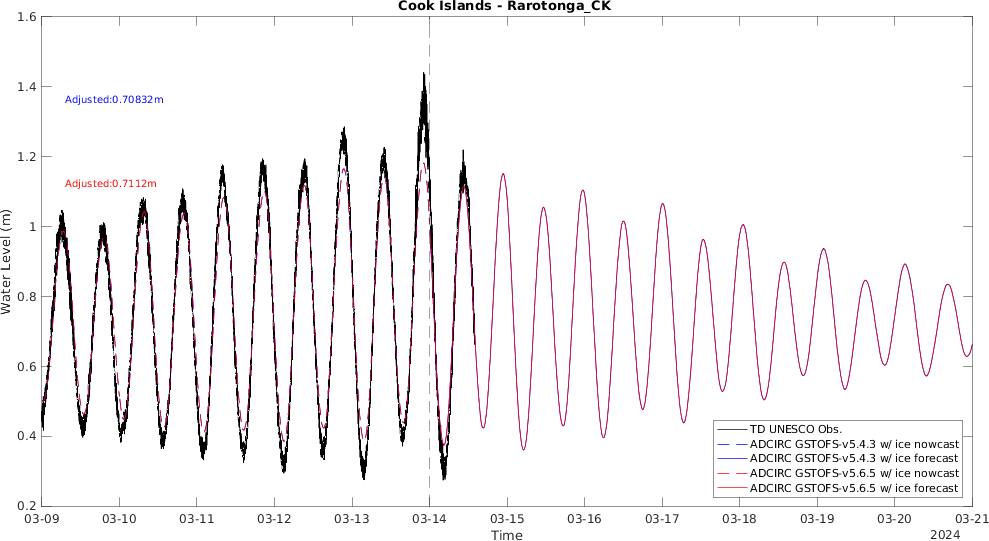 Cook Islands - Rarotonga_CK
1.6
1.4
1.2
1
0.8
0.6
0.4
0.2
Water Level (m)
Adjusted:0.70832m
Adjusted:0.7112m
TD UNESCO Obs.
ADCIRC GSTOFS-v5.4.3 w/ ice nowcast
ADCIRC GSTOFS-v5.4.3 w/ ice forecast
ADCIRC GSTOFS-v5.6.5 w/ ice nowcast
ADCIRC GSTOFS-v5.6.5 w/ ice forecast
03-09 03-10 03-11 03-12 03-13 03-14 03-15 03-16 03-17 03-18 03-19 03-20 03-21
Time
2024